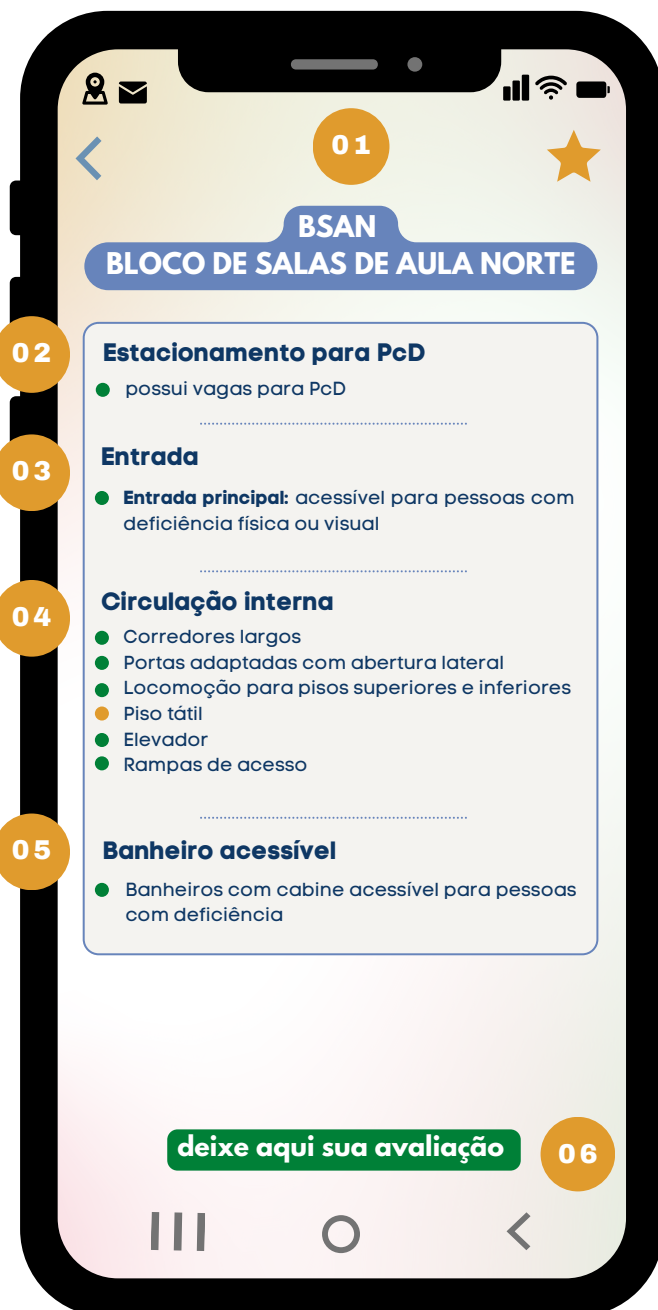 01
BSAN
BLOCO DE SALAS DE AULA NORTE
02
Estacionamento para PcD
possui vagas para PcD
03
Entrada
Entrada principal: acessível para pessoas com
deficiência física ou visual
04
Circulação interna
Corredores largos
Portas adaptadas com abertura lateral
Locomoção para pisos superiores e inferiores
Piso tátil
Elevador
Rampas de acesso
05
Banheiro acessível
Banheiros com cabine acessível para pessoas
com deficiência
deixe aqui sua avaliação
06